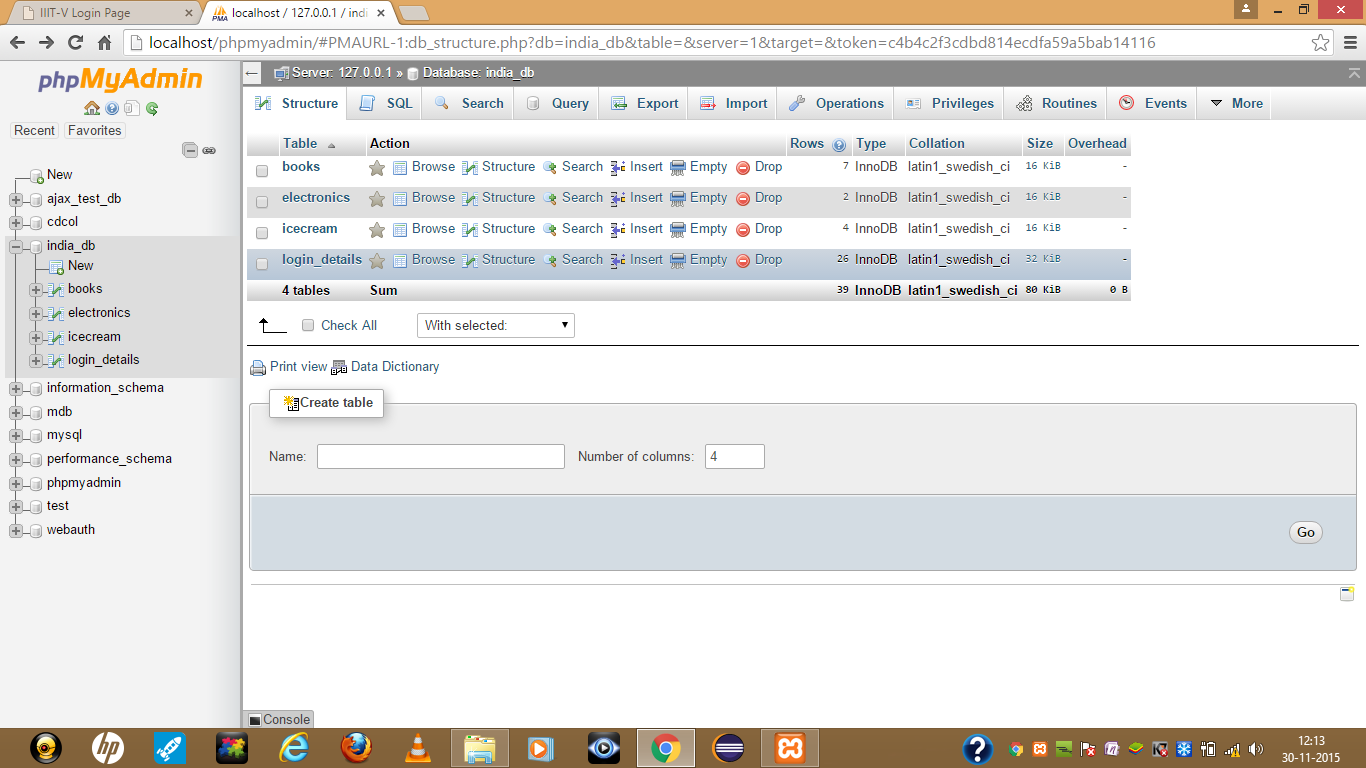 IIIT-V Login Page
localhost / 127.0.0.1 / indi
localhost/phpmyadmin/#PMAURL-1:db_structure.php?db=india_db&table=&server=1&target=&token=c4b4c2f3cdbd814ecdfa59a5bab14116
phpMyAdmin
Recent Favorites
New
ajax_test_db
cdcol
india_db
New
books
electronics
icecream
login_details
information_schema
mdb
mysql
performance_schema
phpmyadmin
test
webauth
Server: 127.0.0.1 » Database: india_db
Structure SQL Search Query Export Import Operations Privileges Routines Events More
Table Action Rows Type Collation Size Overhead
books Browse Structure Search Insert Empty Drop 7 InnoDB latin1_swedish_ci 16 KiB -
electronics Browse Structure Search Insert Empty Drop 2 InnoDB latin1_swedish_ci 16 KiB -
icecream Browse Structure Search Insert Empty Drop 4 InnoDB latin1_swedish_ci 16 KiB -
login_details Browse Structure Search Insert Empty Drop 26 InnoDB latin1_swedish_ci 32 KiB -
4 tables Sum 39 InnoDB latin1_swedish_ci 80 KiB 0 B
Check All With selected:
Print view Data Dictionary
Create table
Name: Number of columns: 4
Go
Console
hp
12:13
30-11-2015